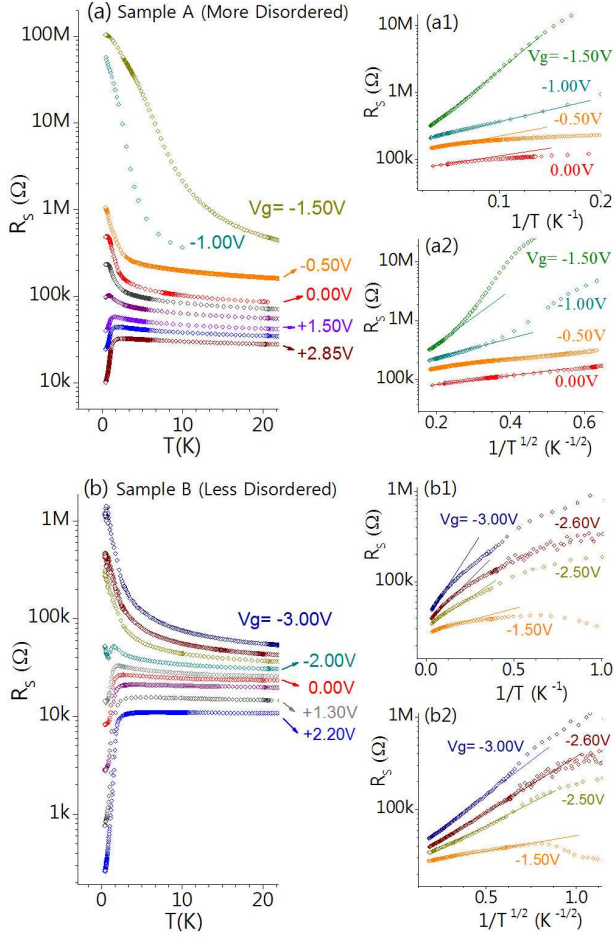 (a) Sample A (More Disordered)
100M
10M
1M
100k
10k
R_S (Ω)
Vg= -1.50V
-1.00V
-0.50V
0.00V
+1.50V
+2.85V
0 10 20
T(K)
(a1)
R_S (Ω)
1M
100k
Vg= -1.50V
-1.00V
-0.50V
0.00V
0.1 0.2
1/T (K⁻¹)
(a2)
R_S (Ω)
10M
1M
100k
Vg= -1.50V
-1.00V
-0.50V
0.00V
0.2 0.3 0.4 0.5 0.6
1/T^1/2 (K^-1/2)
(b) Sample B (Less Disordered)
1M
100k
10k
1k
R_S (Ω)
Vg= -3.00V
-2.00V
0.00V
+1.30V
+2.20V
0 10 20
T(K)
(b1)
1M
100k
R_S (Ω)
Vg= -3.00V
-2.60V
-2.50V
-1.50V
0.0 0.5 1.0
1/T (K⁻¹)
(b2)
R_S (Ω)
100k
Vg= -3.00V
-2.60V
-2.50V
-1.50V
0.5 1.0
1/T^1/2 (K^-1/2)